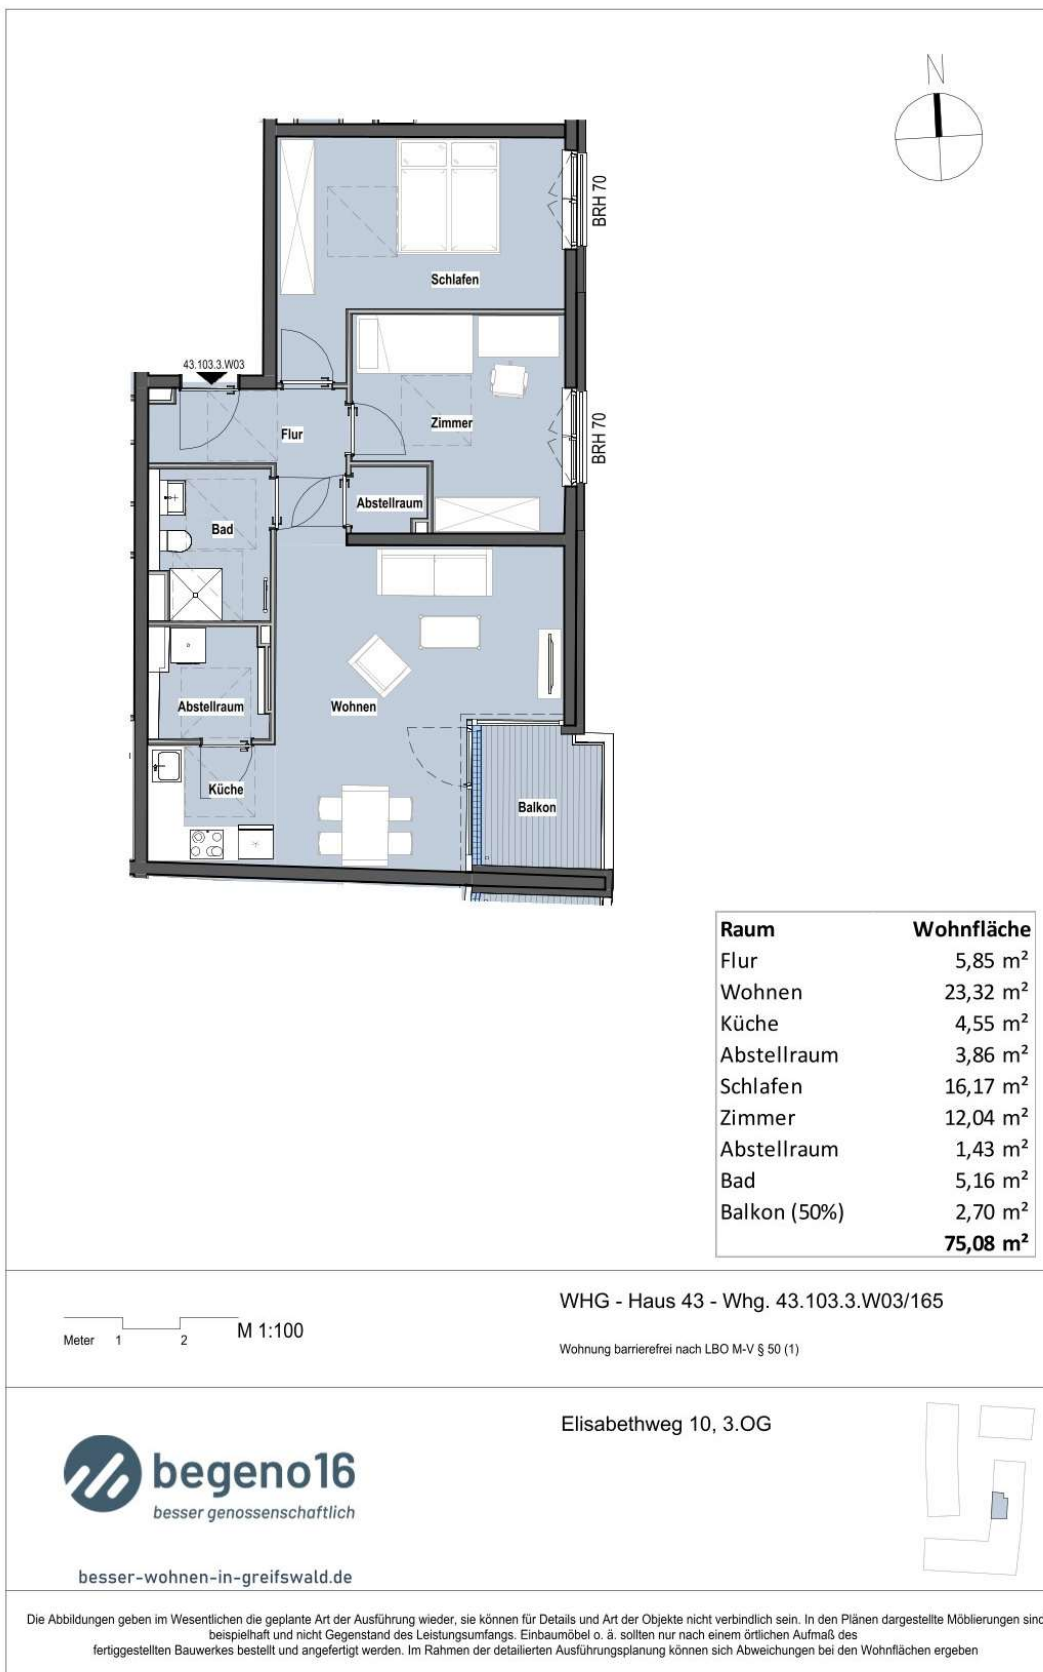 N
BRH 70
Schlafen
43.103.3.W03
Zimmer
BRH 70
Flur
Abstellraum
Bad
Abstellraum
Wohnen
Küche
Balkon
Raum Wohnfläche
Flur 5,85 m²
Wohnen 23,32 m²
Küche 4,55 m²
Abstellraum 3,86 m²
Schlafen 16,17 m²
Zimmer 12,04 m²
Abstellraum 1,43 m²
Bad 5,16 m²
Balkon (50%) 2,70 m²
75,08 m²
WHG - Haus 43 - Whg. 43.103.3.W03/165
Meter 1 2 M 1:100
Wohnung barrierefrei nach LBO M-V § 50 (1)
Elisabethweg 10, 3.OG
begeno16
besser genossenschaftlich
besser-wohnen-in-greifswald.de
Die Abbildungen geben im Wesentlichen die geplante Art der Ausführung wieder, sie können für Details und Art der Objekte nicht verbindlich sein. In den Plänen dargestellte Möblierungen sind
beispielhaft und nicht Gegenstand des Leistungsumfangs. Einbaumöbel o. ä. sollten nur nach einem örtlichen Aufmaß des
fertiggestellten Bauwerkes bestellt und angefertigt werden. Im Rahmen der detailierten Ausführungsplanung können sich Abweichungen bei den Wohnflächen ergeben